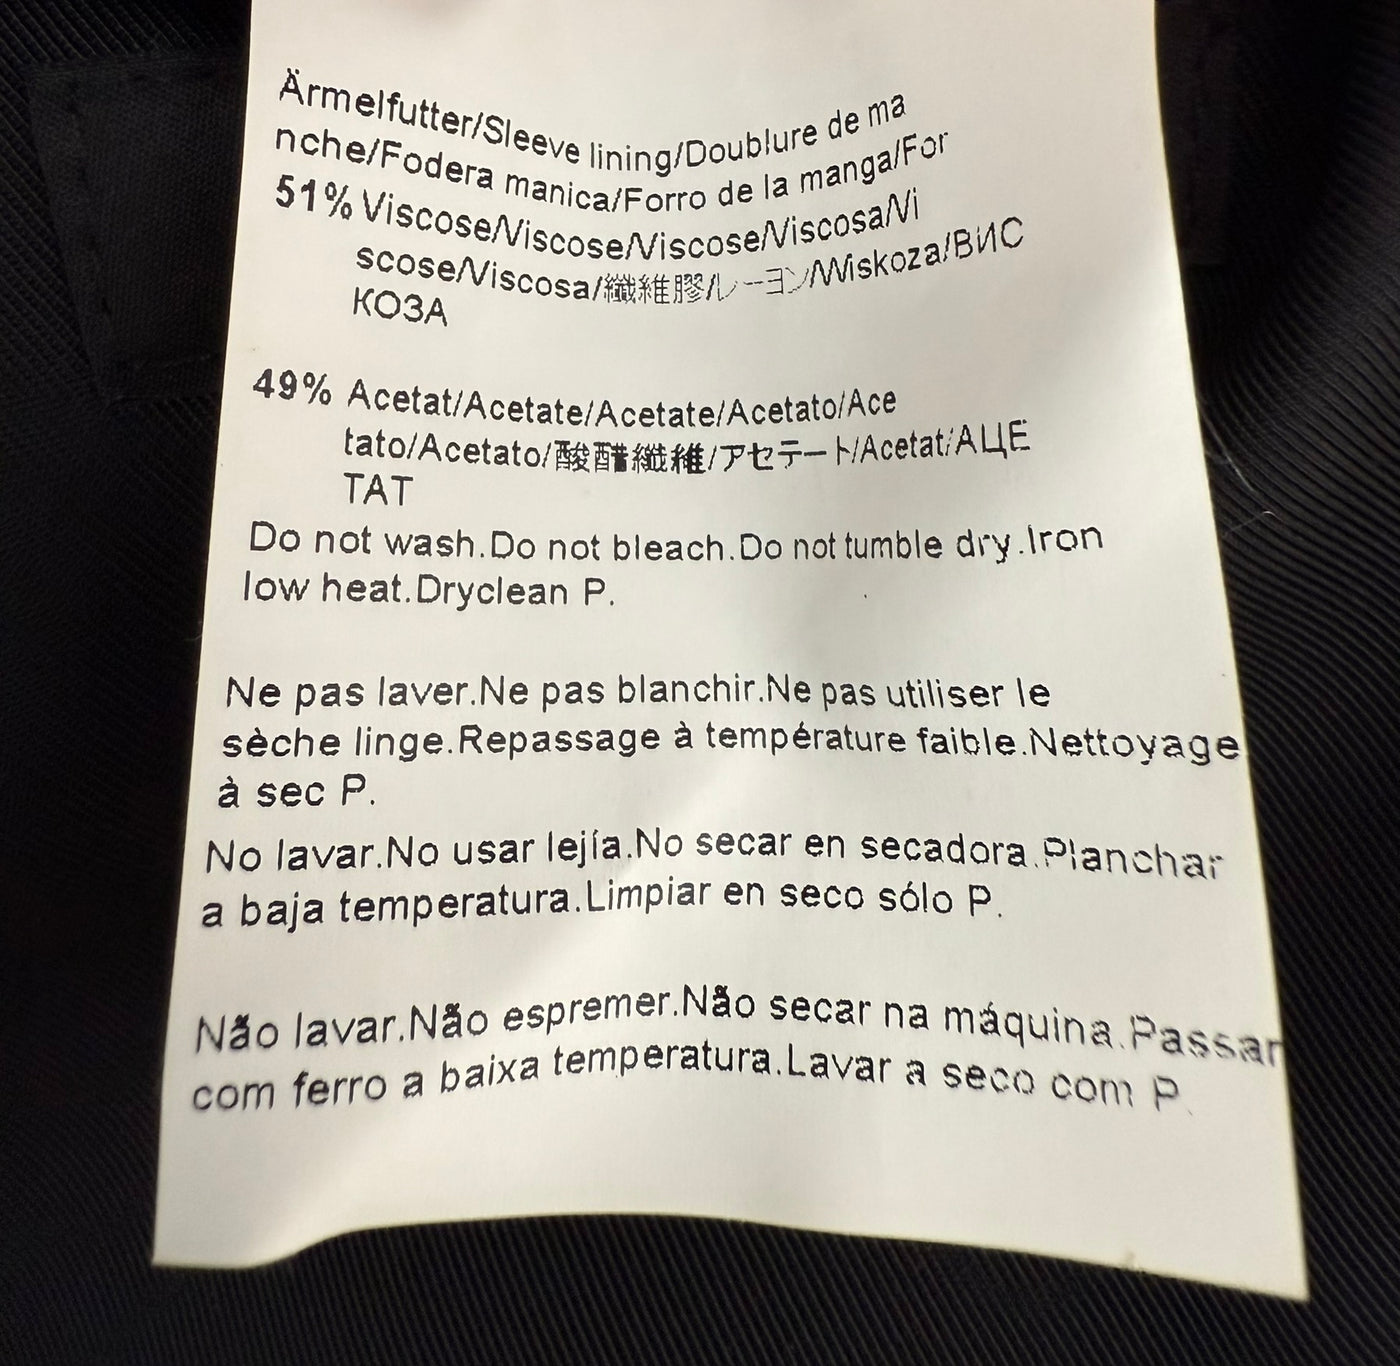 Ärmelfutter/Sleeve lining/Doublure de ma
nche/Fodera manica/Forro de la manga/For
51% Viscose/Viscose/Viscose/Viscosa/Vi
scose/Viscosa/纖維膠/レーヨン/Wiskoza/ВИС
КОЗА
49% Acetat/Acetate/Acetate/Acetato/Ace
tato/Acetato/酸醋纖維/アセテート/Acetat/АЦЕ
ТАТ
Do not wash.Do not bleach.Do not tumble dry.Iron
low heat.Dryclean P.
Ne pas laver.Ne pas blanchir.Ne pas utiliser le
sèche linge.Repassage à température faible.Nettoyage
à sec P.
No lavar.No usar lejía.No secar en secadora.Planchar
a baja temperatura.Limpiar en seco sólo P.
Não lavar.Não espremer.Não secar na máquina.Passar
com ferro a baixa temperatura.Lavar a seco com P.